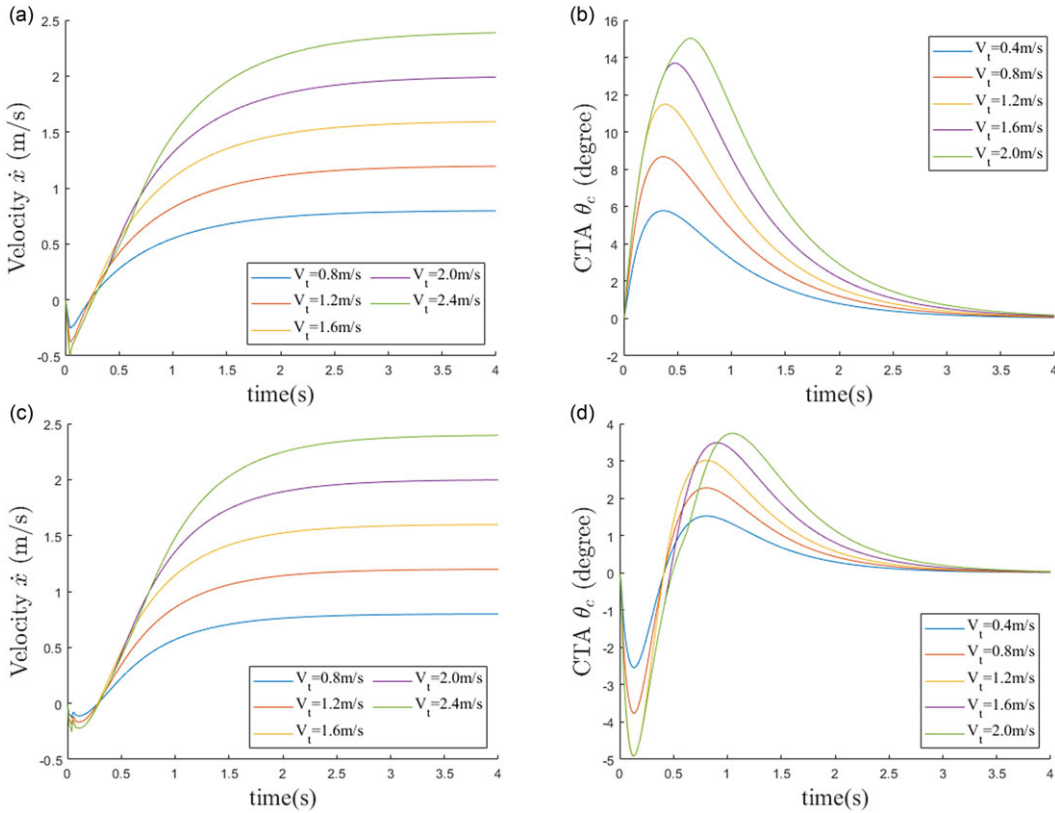 (a)
2.5
2
1.5
1
0.5
0
-0.5
Velocity ẋ (m/s)
0 0.5 1 1.5 2 2.5 3 3.5 4
time(s)
V_t=0.8m/s V_t=2.0m/s
V_t=1.2m/s V_t=2.4m/s
V_t=1.6m/s
(b)
16
14
12
10
8
6
4
2
0
-2
CTA θ_c (degree)
0 0.5 1 1.5 2 2.5 3 3.5 4
time(s)
V_t=0.4m/s
V_t=0.8m/s
V_t=1.2m/s
V_t=1.6m/s
V_t=2.0m/s
(c)
2.5
2
1.5
1
0.5
0
-0.5
Velocity ẋ (m/s)
0 0.5 1 1.5 2 2.5 3 3.5 4
time(s)
V_t=0.8m/s V_t=2.0m/s
V_t=1.2m/s V_t=2.4m/s
V_t=1.6m/s
(d)
4
3
2
1
0
-1
-2
-3
-4
-5
CTA θ_c (degree)
0 0.5 1 1.5 2 2.5 3 3.5 4
time(s)
V_t=0.4m/s
V_t=0.8m/s
V_t=1.2m/s
V_t=1.6m/s
V_t=2.0m/s